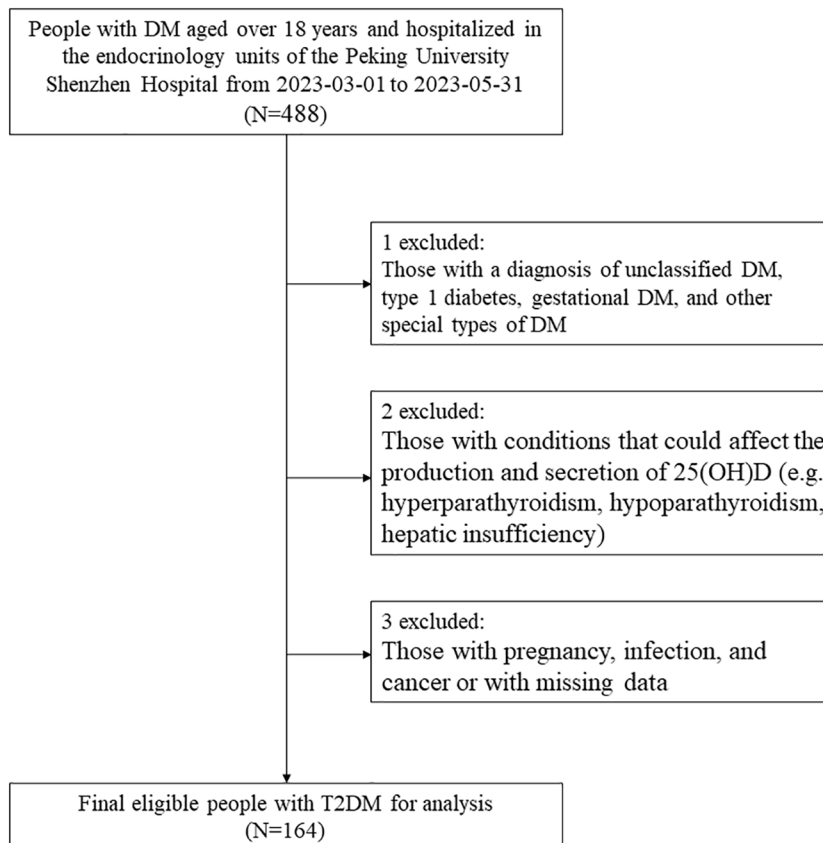 People with DM aged over 18 years and hospitalized in
the endocrinology units of the Peking University
Shenzhen Hospital from 2023-03-01 to 2023-05-31
(N=488)
1 excluded:
Those with a diagnosis of unclassified DM,
type 1 diabetes, gestational DM, and other
special types of DM
2 excluded:
Those with conditions that could affect the
production and secretion of 25(OH)D (e.g.
hyperparathyroidism, hypoparathyroidism,
hepatic insufficiency)
3 excluded:
Those with pregnancy, infection, and
cancer or with missing data
Final eligible people with T2DM for analysis
(N=164)